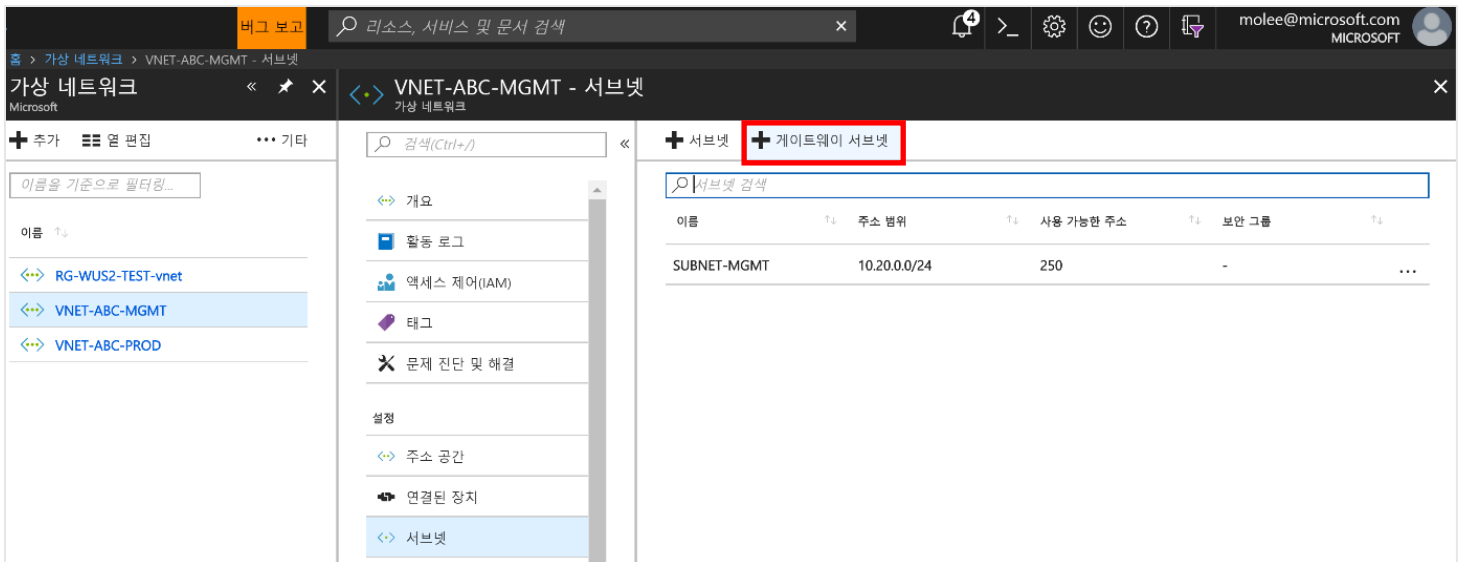 버그 보고
리소스, 서비스 및 문서 검색
4
molee@microsoft.com
MICROSOFT
홈 > 가상 네트워크 > VNET-ABC-MGMT - 서브넷
가상 네트워크
Microsoft
추가
열 편집
기타
이름을 기준으로 필터링...
이름
RG-WUS2-TEST-vnet
VNET-ABC-MGMT
VNET-ABC-PROD
VNET-ABC-MGMT - 서브넷
가상 네트워크
검색(Ctrl+/)
개요
활동 로그
액세스 제어(IAM)
태그
문제 진단 및 해결
설정
주소 공간
연결된 장치
서브넷
서브넷
게이트웨이 서브넷
서브넷 검색
이름 주소 범위 사용 가능한 주소 보안 그룹
SUBNET-MGMT 10.20.0.0/24 250 - ...